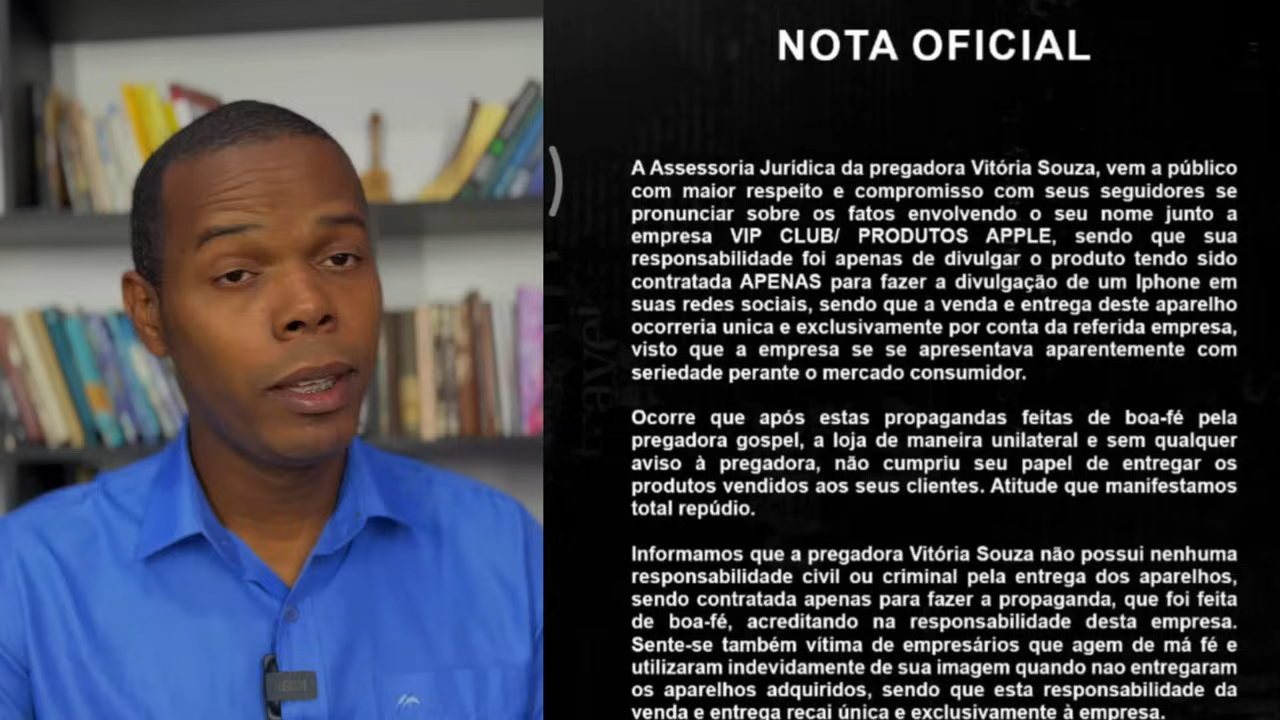 NOTA OFICIAL
A Assessoria Jurídica da pregadora Vitória Souza, vem a público
com maior respeito e compromisso com seus seguidores se
pronunciar sobre os fatos envolvendo o seu nome junto a
empresa VIP CLUB/ PRODUTOS APPLE, sendo que sua
responsabilidade foi apenas de divulgar o produto tendo sido
contratada APENAS para fazer a divulgação de um Iphone em
suas redes sociais, sendo que a venda e entrega deste aparelho
ocorreria unica e exclusivamente por conta da referida empresa,
visto que a empresa se se apresentava aparentemente com
seriedade perante o mercado consumidor.
Ocorre que após estas propagandas feitas de boa-fé pela
pregadora gospel, a loja de maneira unilateral e sem qualquer
aviso à pregadora, não cumpriu seu papel de entregar os
produtos vendidos aos seus clientes. Atitude que manifestamos
total repúdio.
Informamos que a pregadora Vitória Souza não possui nenhuma
responsabilidade civil ou criminal pela entrega dos aparelhos,
sendo contratada apenas para fazer a propaganda, que foi feita
de boa-fé, acreditando na responsabilidade desta empresa.
Sente-se também vítima de empresários que agem de má fé e
utilizaram indevidamente de sua imagem quando nao entregaram
os aparelhos adquiridos, sendo que esta responsabilidade da
venda e entrega recai única e exclusivamente à empresa.